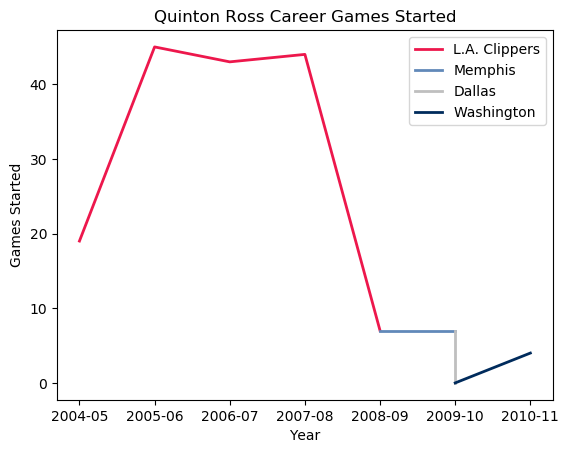 Quinton Ross Career Games Started
L.A. Clippers
Memphis
Dallas
Washington
Games Started
40
30
20
10
0
2004-05 2005-06 2006-07 2007-08 2008-09 2009-10 2010-11
Year